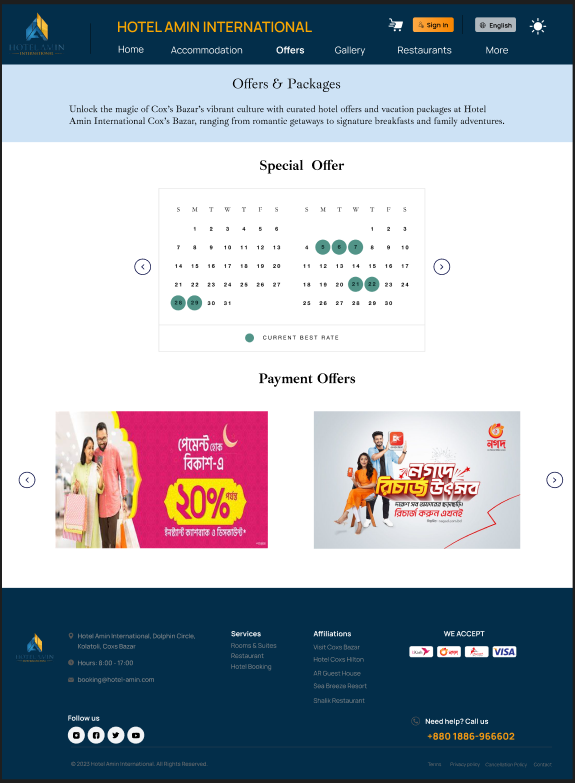 HOTEL AMIN INTERNATIONAL
Sign In
English
HOTEL AMIN
INTERNATIONAL
Home Accommodation Offers Gallery Restaurants More
Offers & Packages
Unlock the magic of Cox's Bazar's vibrant culture with curated hotel offers and vacation packages at Hotel
Amin International Cox's Bazar, ranging from romantic getaways to signature breakfasts and family adventures.
Special Offer
S M T W T F S
1 2 3 4 5 6
7 8 9 10 11 12 13
14 15 16 17 18 19 20
21 22 23 24 25 26 27
28 29 30 31
S M T W T F S
1 2 3
4 5 6 7 8 9 10
11 12 13 14 15 16 17
18 19 20 21 22 23 24
25 26 27 28 29 30
CURRENT BEST RATE
Payment Offers
পেমেন্ট হোক
বিকাশ-এ
২০% পর্যন্ত
ইনস্ট্যান্ট ক্যাশব্যাক ও ডিসকাউন্ট*
নগদ
নগদে
রিচার্জ উৎসব
রিচার্জ করুন এখনই
Hotel Amin International, Dolphin Circle,
Kolatoli, Coxs Bazar
Hours: 8:00 - 17:00
booking@hotel-amin.com
Services
Rooms & Suites
Restaurant
Hotel Booking
Affiliations
Visit Coxs Bazar
Hotel Coxs Hilton
AR Guest House
Sea Breeze Resort
Shalik Restaurant
WE ACCEPT
VISA
Follow us
Need help? Call us
+880 1886-966602
© 2022 Hotel Amin International. All Rights Reserved.
Terms Privacy policy Cancellation Policy Contact